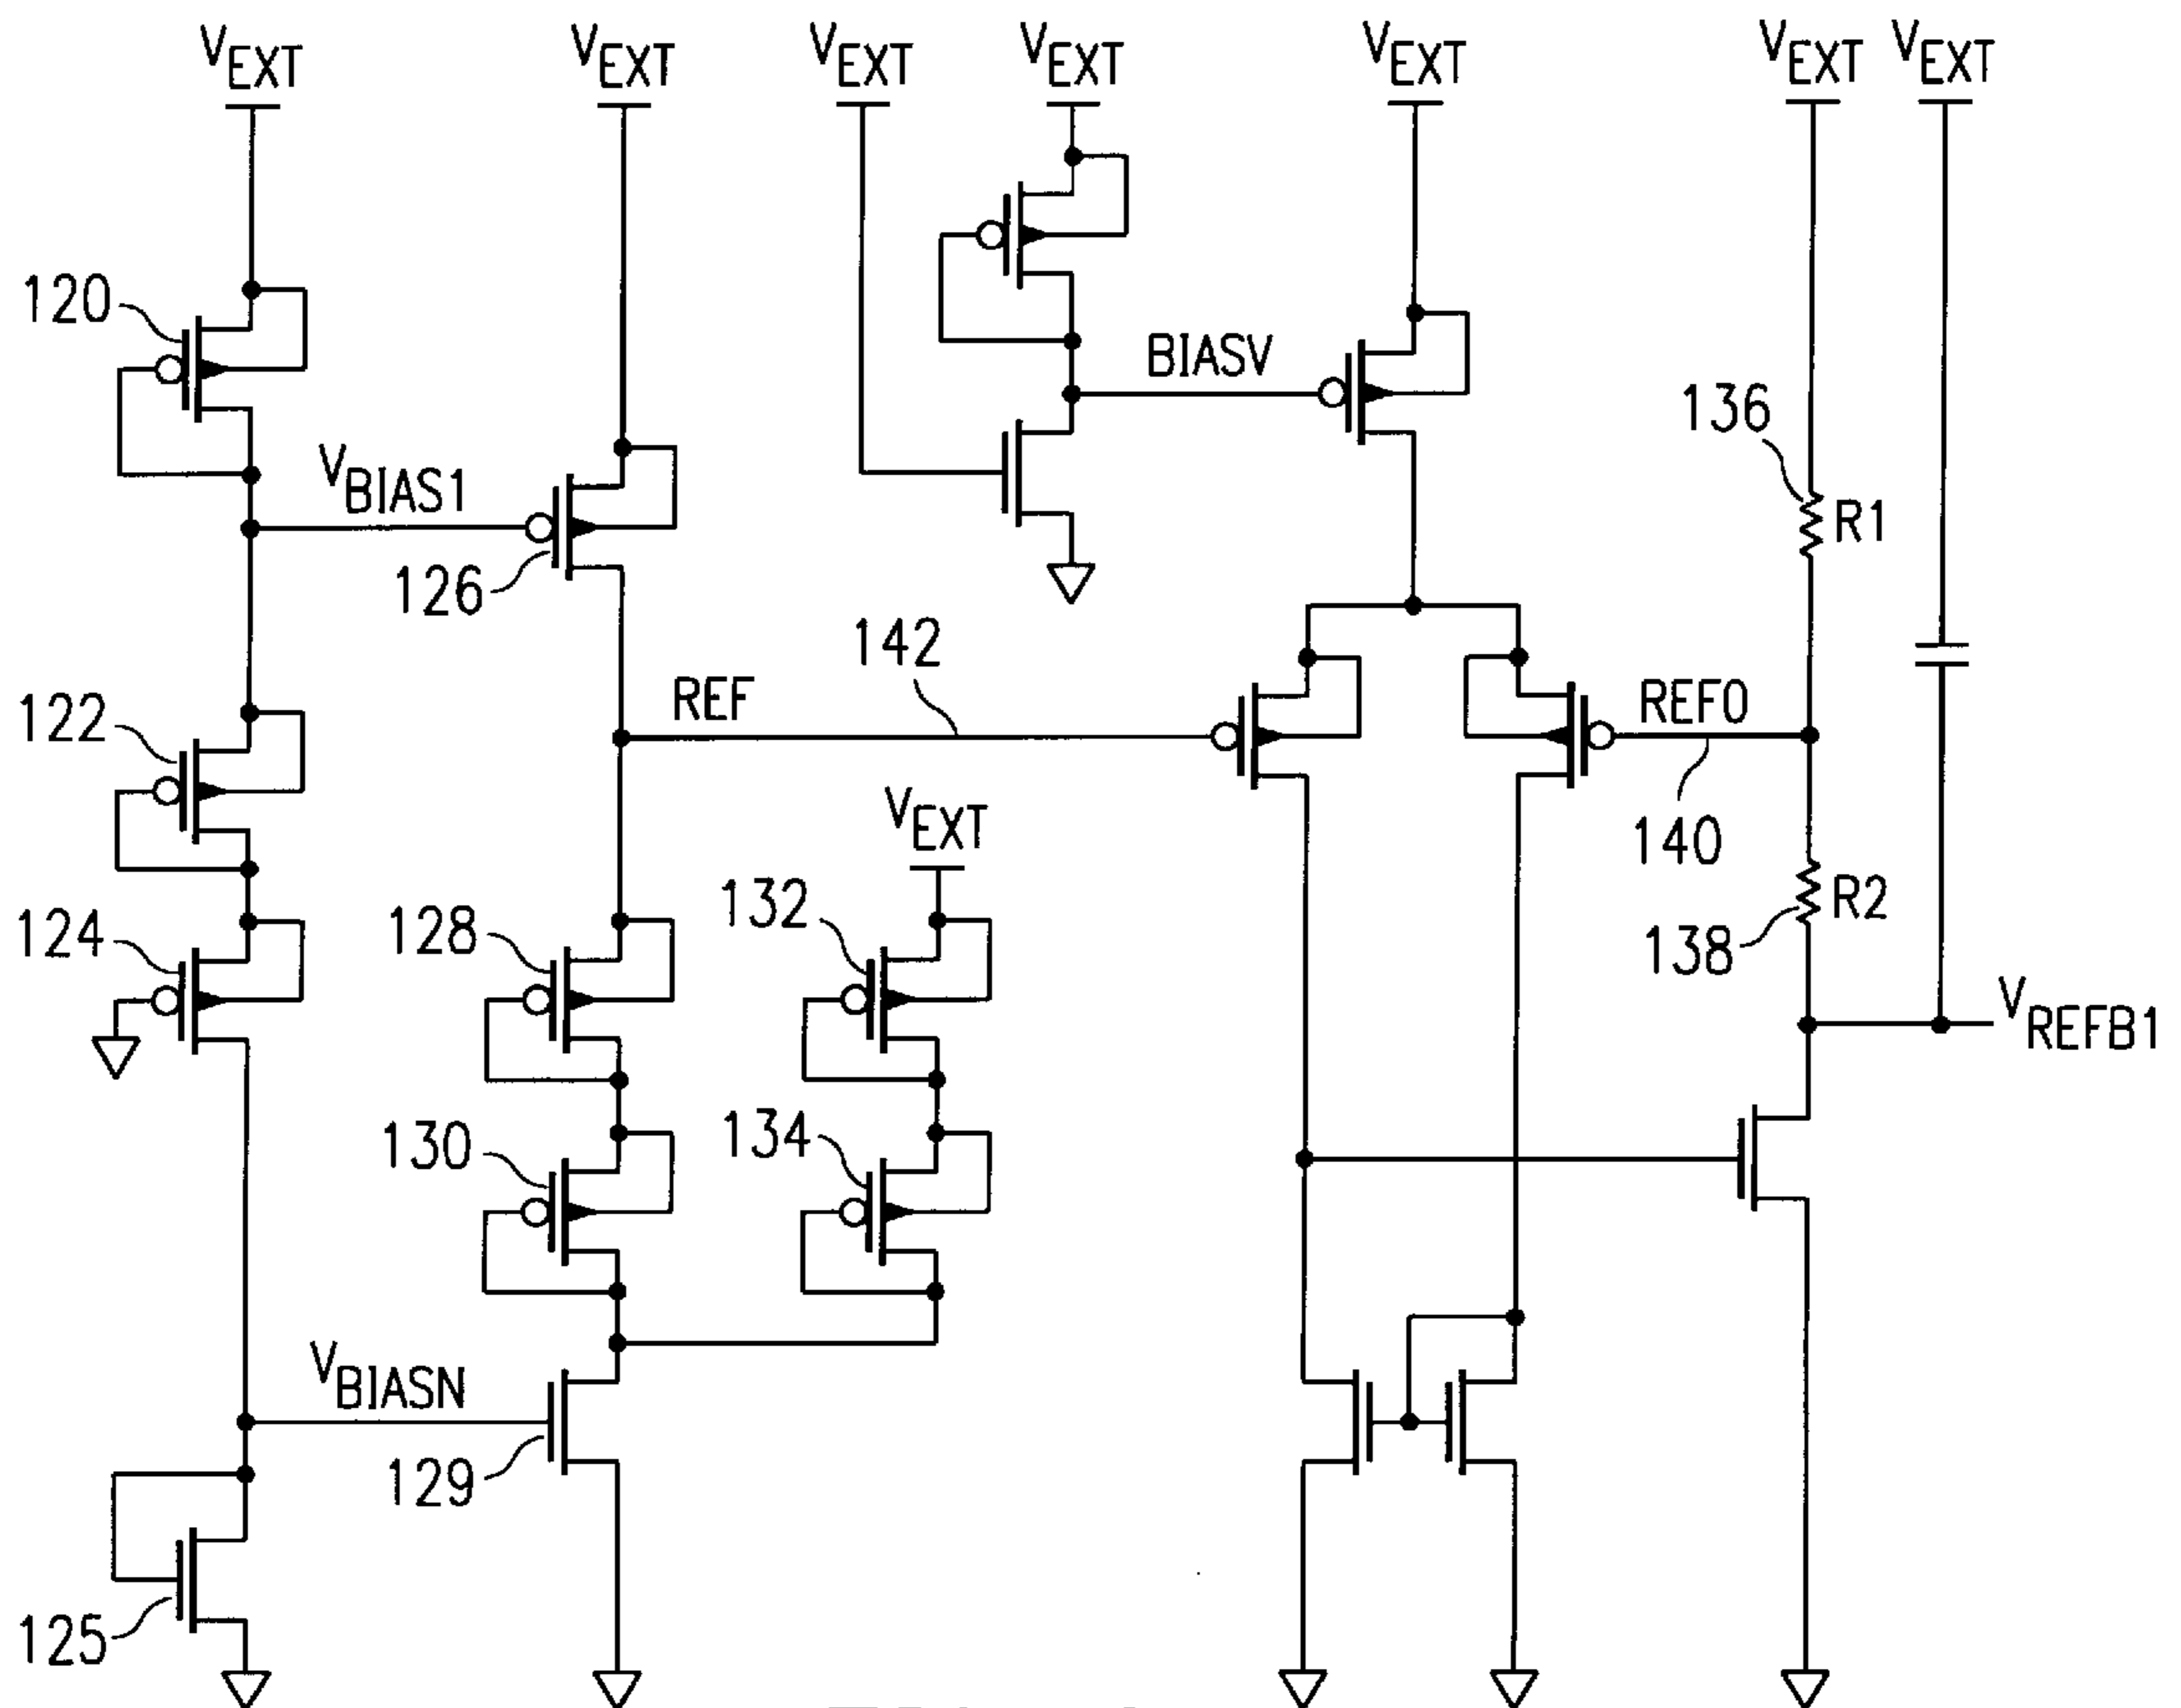 VEXT VEXT VEXT VEXT VEXT VEXT VEXT
120
BIASV
136
VBIAS1
R1
126
142
122
REF
REF0
VEXT
140
132
R2
124
128
138
VREFB1
130
134
VBIASN
129
125